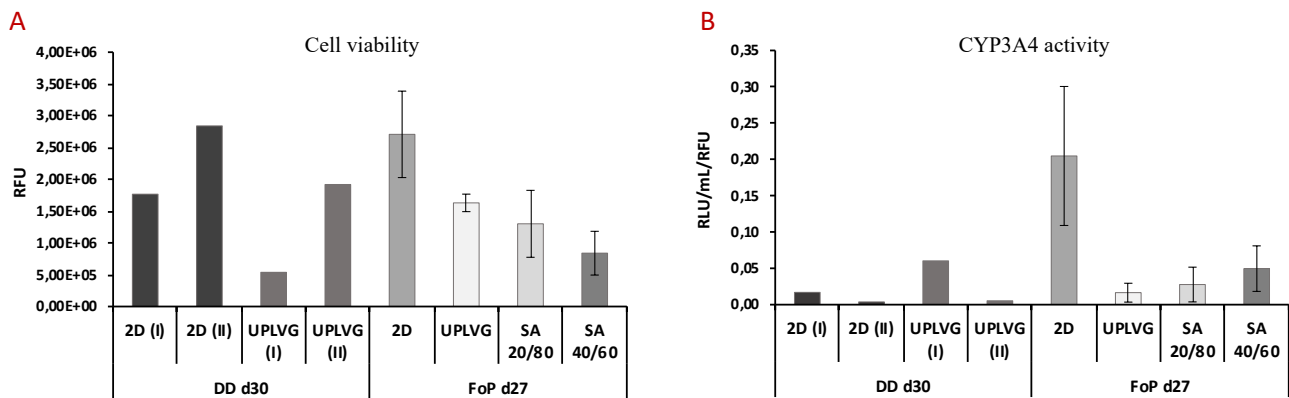 A
Cell viability
4,00E+06
3,50E+06
3,00E+06
2,50E+06
2,00E+06
1,50E+06
1,00E+06
5,00E+05
0,00E+00
RFU
2D (I)
2D (II)
UPLVG
(I)
UPLVG
(II)
2D
UPLVG
SA
20/80
SA
40/60
DD d30
FoP d27
B
CYP3A4 activity
0,35
0,30
0,25
0,20
0,15
0,10
0,05
0,00
RLU/mL/RFU
2D (I)
2D (II)
UPLVG
(I)
UPLVG
(II)
2D
UPLVG
SA
20/80
SA
40/60
DD d30
FoP d27